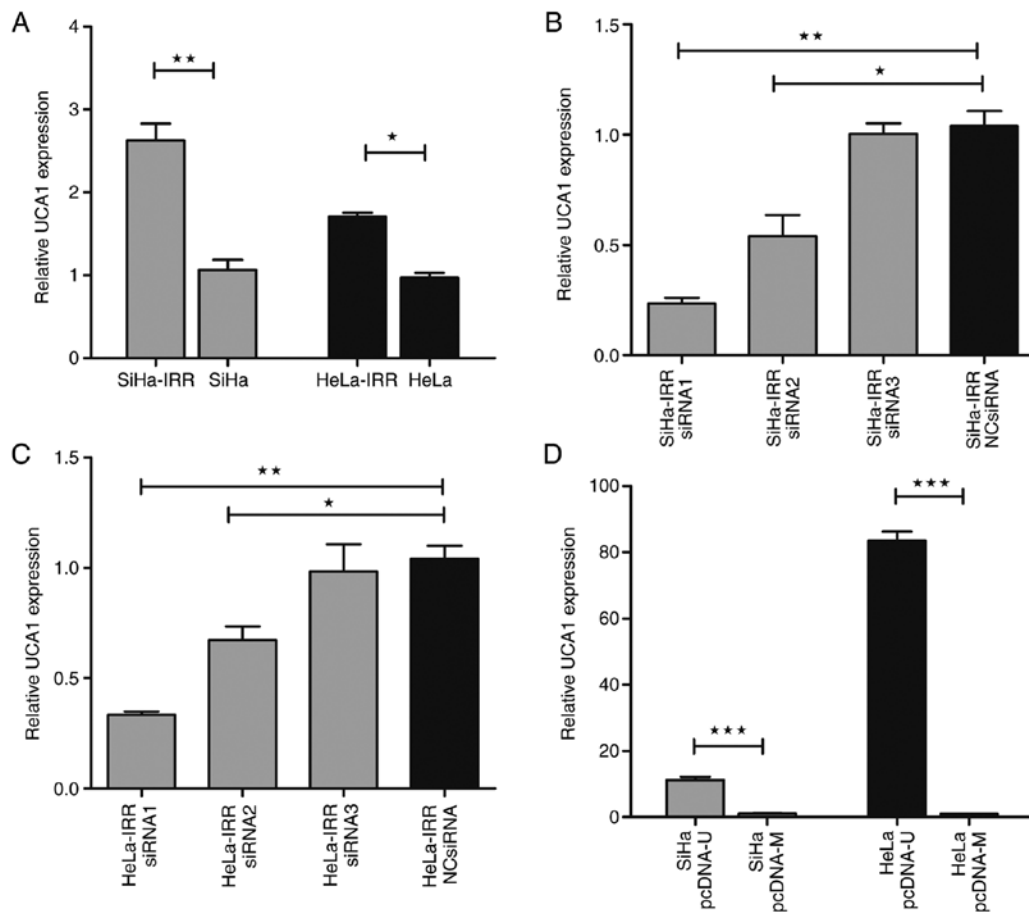 A
Relative UCA1 expression
4
3
2
1
0
★★
★
SiHa-IRR
SiHa
HeLa-IRR
HeLa
B
Relative UCA1 expression
1.5
1.0
0.5
0.0
★★
★
SiHa-IRR
siRNA1
SiHa-IRR
siRNA2
SiHa-IRR
siRNA3
SiHa-IRR
NCsiRNA
C
Relative UCA1 expression
1.5
1.0
0.5
0.0
★★
★
HeLa-IRR
siRNA1
HeLa-IRR
siRNA2
HeLa-IRR
siRNA3
HeLa-IRR
NCsiRNA
D
Relative UCA1 expression
100
80
60
40
20
0
★★★
★★★
SiHa
pcDNA-U
SiHa
pcDNA-M
HeLa
pcDNA-U
HeLa
pcDNA-M